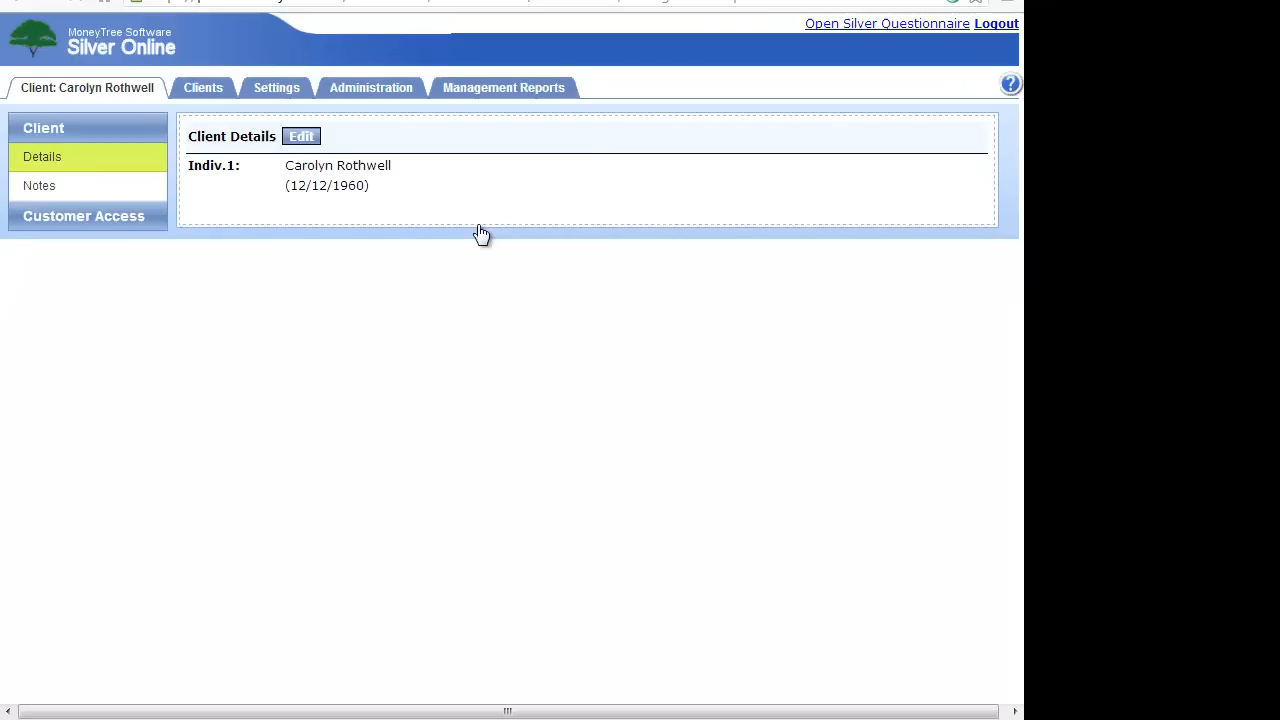 Open Silver Questionnaire Logout
MoneyTree Software
Silver Online
Client: Carolyn Rothwell Clients Settings Administration Management Reports ?
Client
Details
Notes
Customer Access
Client Details Edit
Indiv.1: Carolyn Rothwell
(12/12/1960)